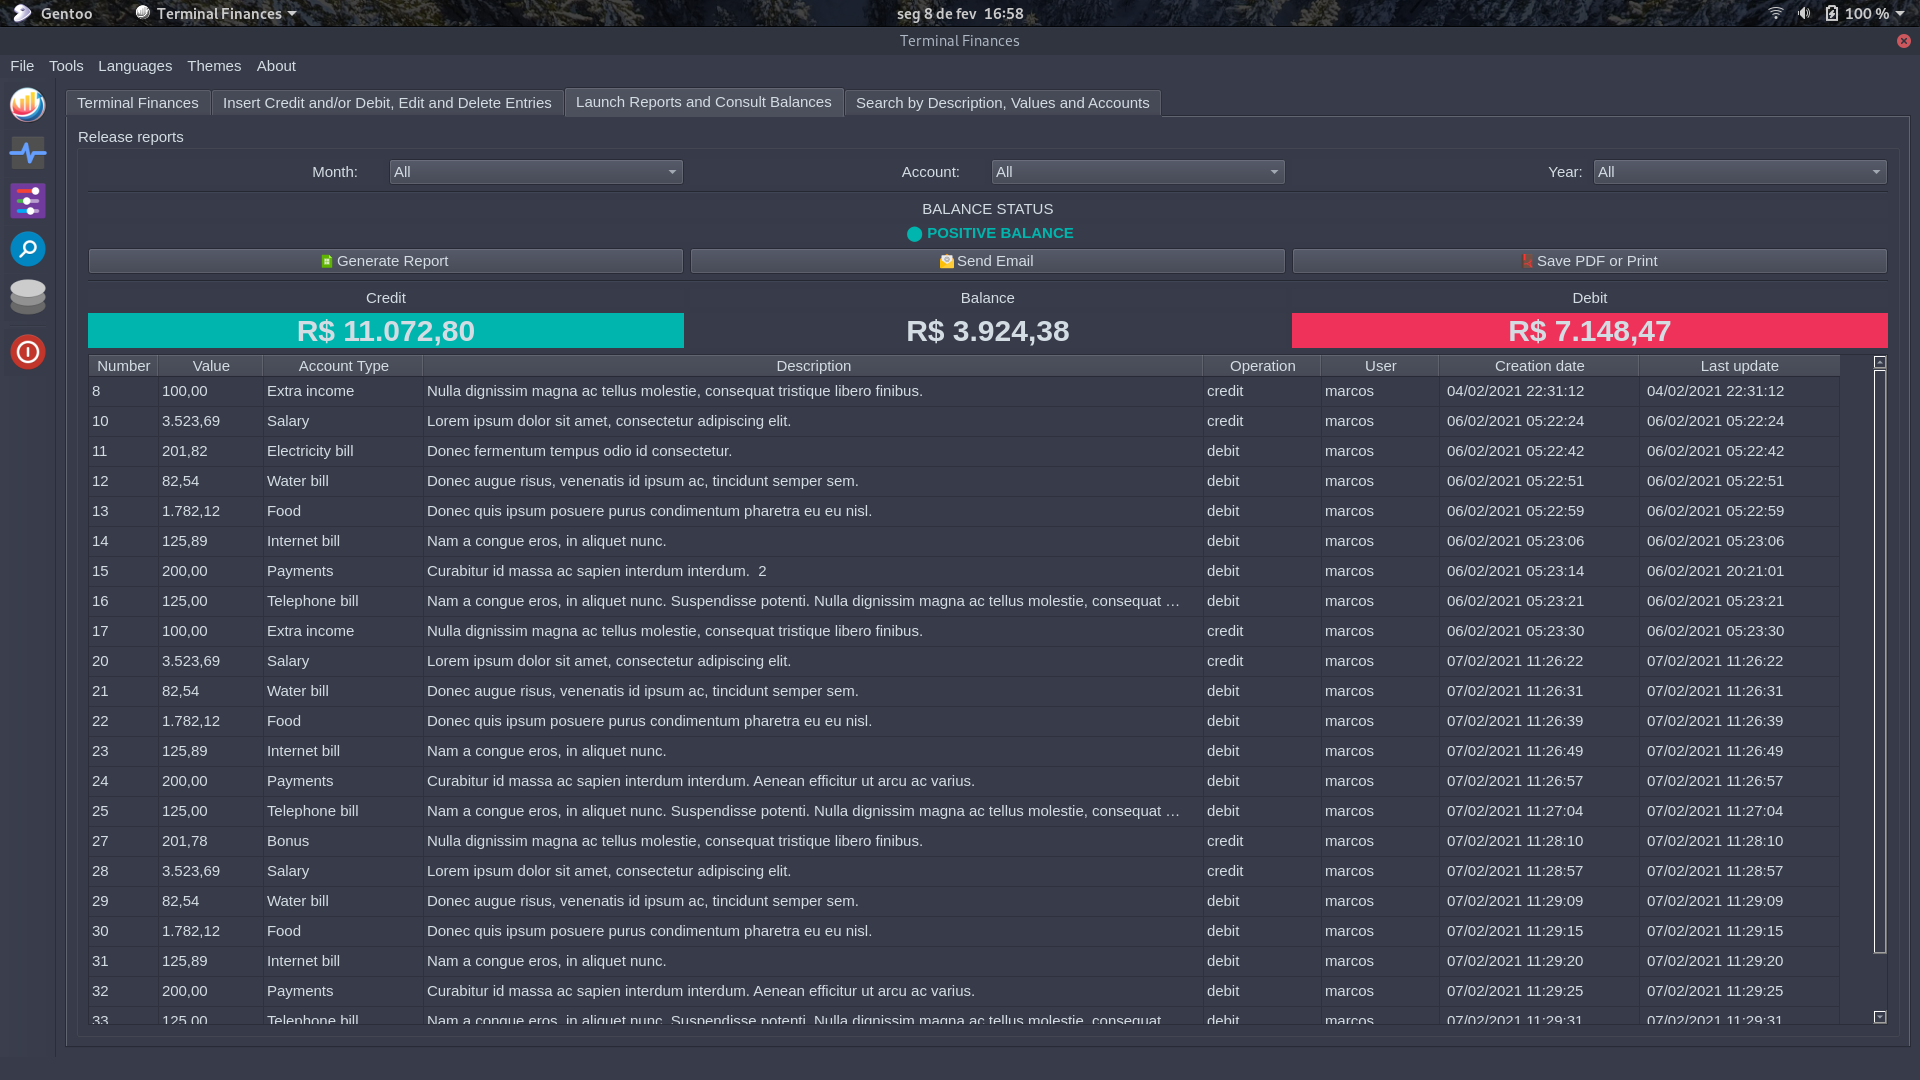 Gentoo Terminal Finances seg 8 de fev 16:58 100 %
Terminal Finances
File Tools Languages Themes About
Terminal Finances Insert Credit and/or Debit, Edit and Delete Entries Launch Reports and Consult Balances Search by Description, Values and Accounts
Release reports
Month: All Account: All Year: All
BALANCE STATUS
POSITIVE BALANCE
Generate Report Send Email Save PDF or Print
Credit Balance Debit
R$ 11.072,80 R$ 3.924,38 R$ 7.148,47
Number Value Account Type Description Operation User Creation date Last update
8 100,00 Extra income Nulla dignissim magna ac tellus molestie, consequat tristique libero finibus. credit marcos 04/02/2021 22:31:12 04/02/2021 22:31:12
10 3.523,69 Salary Lorem ipsum dolor sit amet, consectetur adipiscing elit. credit marcos 06/02/2021 05:22:24 06/02/2021 05:22:24
11 201,82 Electricity bill Donec fermentum tempus odio id consectetur. debit marcos 06/02/2021 05:22:42 06/02/2021 05:22:42
12 82,54 Water bill Donec augue risus, venenatis id ipsum ac, tincidunt semper sem. debit marcos 06/02/2021 05:22:51 06/02/2021 05:22:51
13 1.782,12 Food Donec quis ipsum posuere purus condimentum pharetra eu eu nisl. debit marcos 06/02/2021 05:22:59 06/02/2021 05:22:59
14 125,89 Internet bill Nam a congue eros, in aliquet nunc. debit marcos 06/02/2021 05:23:06 06/02/2021 05:23:06
15 200,00 Payments Curabitur id massa ac sapien interdum interdum. 2 debit marcos 06/02/2021 05:23:14 06/02/2021 20:21:01
16 125,00 Telephone bill Nam a congue eros, in aliquet nunc. Suspendisse potenti. Nulla dignissim magna ac tellus molestie, consequat … debit marcos 06/02/2021 05:23:21 06/02/2021 05:23:21
17 100,00 Extra income Nulla dignissim magna ac tellus molestie, consequat tristique libero finibus. credit marcos 06/02/2021 05:23:30 06/02/2021 05:23:30
20 3.523,69 Salary Lorem ipsum dolor sit amet, consectetur adipiscing elit. credit marcos 07/02/2021 11:26:22 07/02/2021 11:26:22
21 82,54 Water bill Donec augue risus, venenatis id ipsum ac, tincidunt semper sem. debit marcos 07/02/2021 11:26:31 07/02/2021 11:26:31
22 1.782,12 Food Donec quis ipsum posuere purus condimentum pharetra eu eu nisl. debit marcos 07/02/2021 11:26:39 07/02/2021 11:26:39
23 125,89 Internet bill Nam a congue eros, in aliquet nunc. debit marcos 07/02/2021 11:26:49 07/02/2021 11:26:49
24 200,00 Payments Curabitur id massa ac sapien interdum interdum. Aenean efficitur ut arcu ac varius. debit marcos 07/02/2021 11:26:57 07/02/2021 11:26:57
25 125,00 Telephone bill Nam a congue eros, in aliquet nunc. Suspendisse potenti. Nulla dignissim magna ac tellus molestie, consequat … debit marcos 07/02/2021 11:27:04 07/02/2021 11:27:04
27 201,78 Bonus Nulla dignissim magna ac tellus molestie, consequat tristique libero finibus. credit marcos 07/02/2021 11:28:10 07/02/2021 11:28:10
28 3.523,69 Salary Lorem ipsum dolor sit amet, consectetur adipiscing elit. credit marcos 07/02/2021 11:28:57 07/02/2021 11:28:57
29 82,54 Water bill Donec augue risus, venenatis id ipsum ac, tincidunt semper sem. debit marcos 07/02/2021 11:29:09 07/02/2021 11:29:09
30 1.782,12 Food Donec quis ipsum posuere purus condimentum pharetra eu eu nisl. debit marcos 07/02/2021 11:29:15 07/02/2021 11:29:15
31 125,89 Internet bill Nam a congue eros, in aliquet nunc. debit marcos 07/02/2021 11:29:20 07/02/2021 11:29:20
32 200,00 Payments Curabitur id massa ac sapien interdum interdum. Aenean efficitur ut arcu ac varius. debit marcos 07/02/2021 11:29:25 07/02/2021 11:29:25
33 125,00 Telephone bill Nam a congue eros, in aliquet nunc. Suspendisse potenti. Nulla dignissim magna ac tellus molestie, consequat debit marcos 07/02/2021 11:29:31 07/02/2021 11:29:31